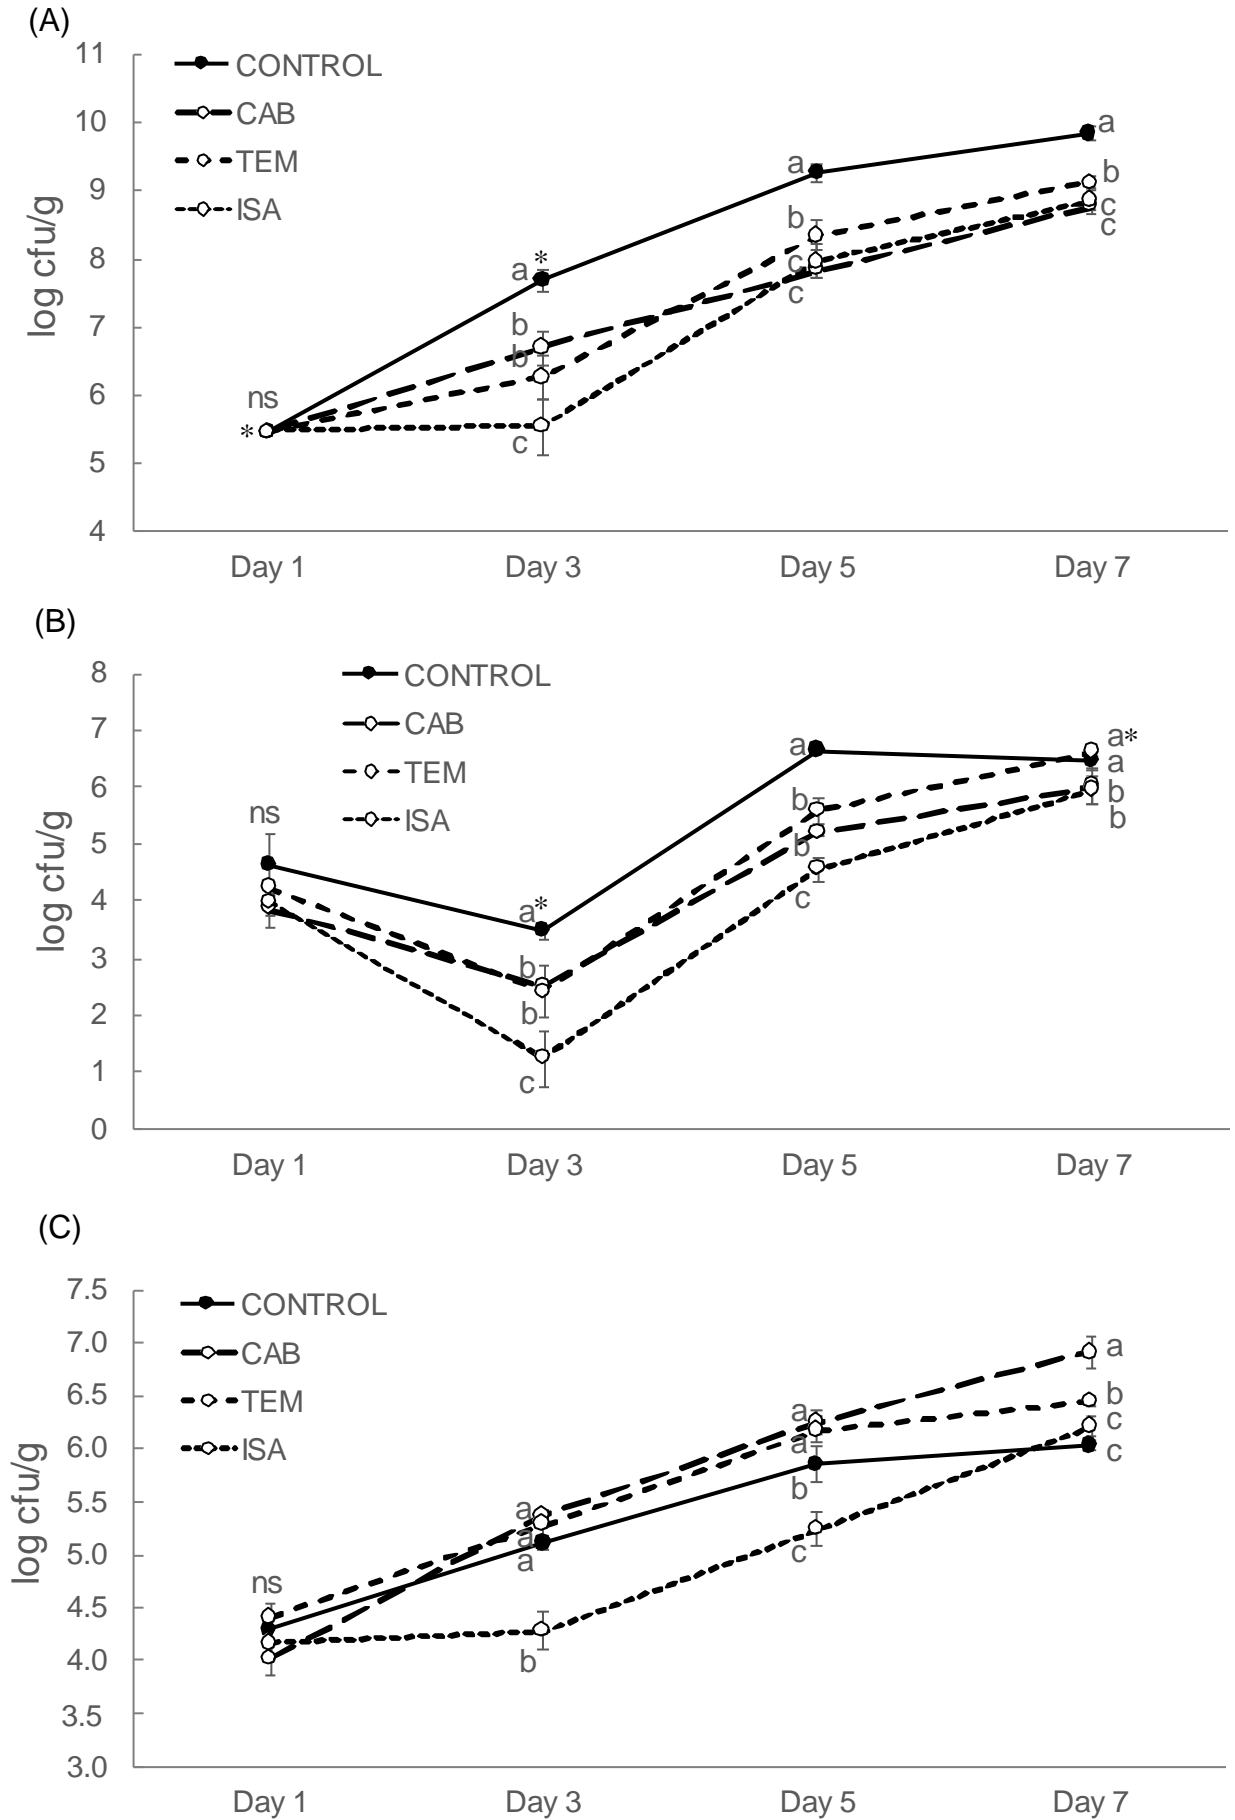 (A)
11
10
9
8
7
6
5
4
log cfu/g
CONTROL
CAB
TEM
ISA
ns
*
*
a
b
b
c
a
b
c
c
a
b
c
c
Day 1 Day 3 Day 5 Day 7
(B)
8
7
6
5
4
3
2
1
0
log cfu/g
CONTROL
CAB
TEM
ISA
ns
a*
b
b
c
a
b
b
c
a*
a
b
b
Day 1 Day 3 Day 5 Day 7
(C)
7.5
7.0
6.5
6.0
5.5
5.0
4.5
4.0
3.5
3.0
log cfu/g
CONTROL
CAB
TEM
ISA
ns
a
a
a
b
a
a
b
c
a
b
c
c
Day 1 Day 3 Day 5 Day 7